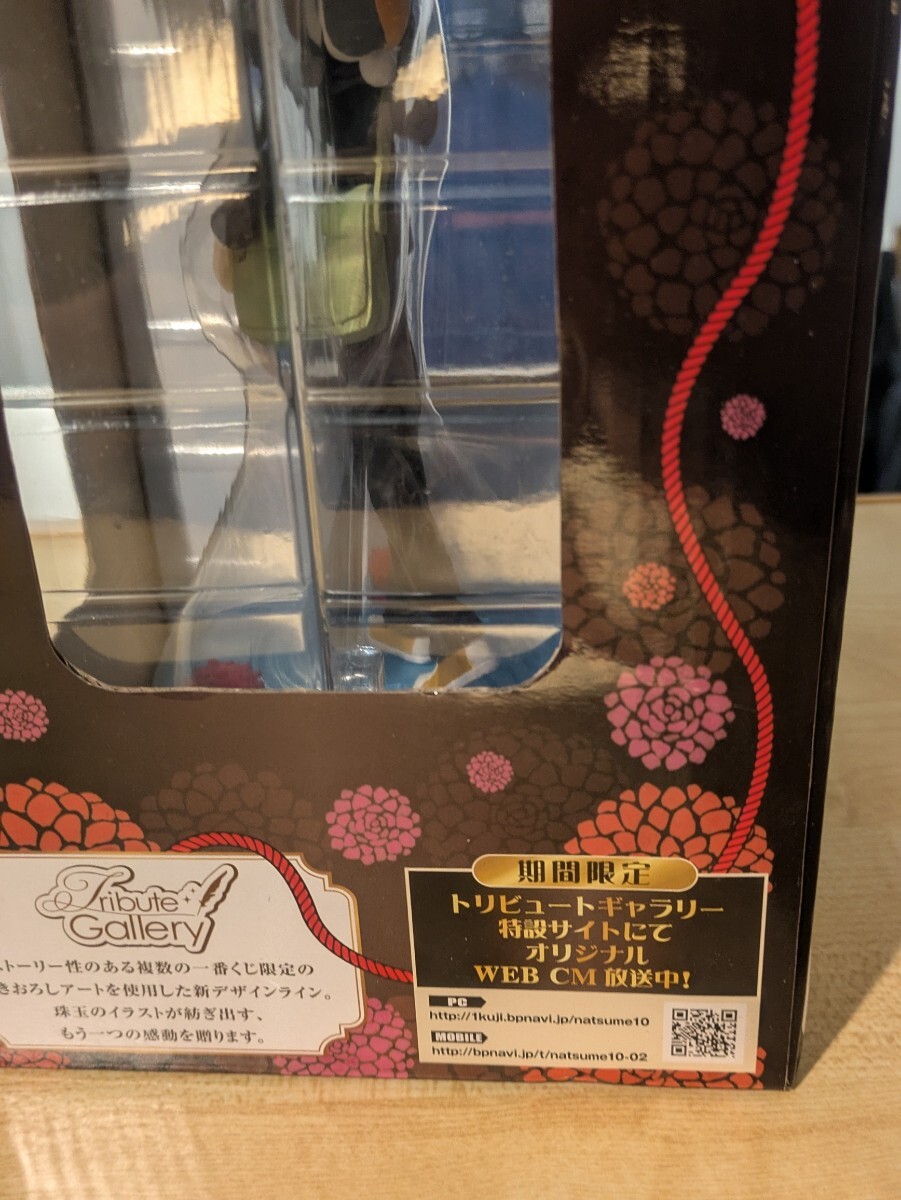 Tribute
Gallery
トーリー性のある複数の一番くじ限定の
きおろしアートを使用した新デザインライン。
珠玉のイラストが紡ぎ出す、
もう一つの感動を贈ります。
期間限定
トリビュートギャラリー
特設サイトにて
オリジナル
WEB CM 放送中!
PC
http://1kuji.bpnavi.jp/natsume10
MOBILE
http://bpnavi.jp/t/natsume10-02